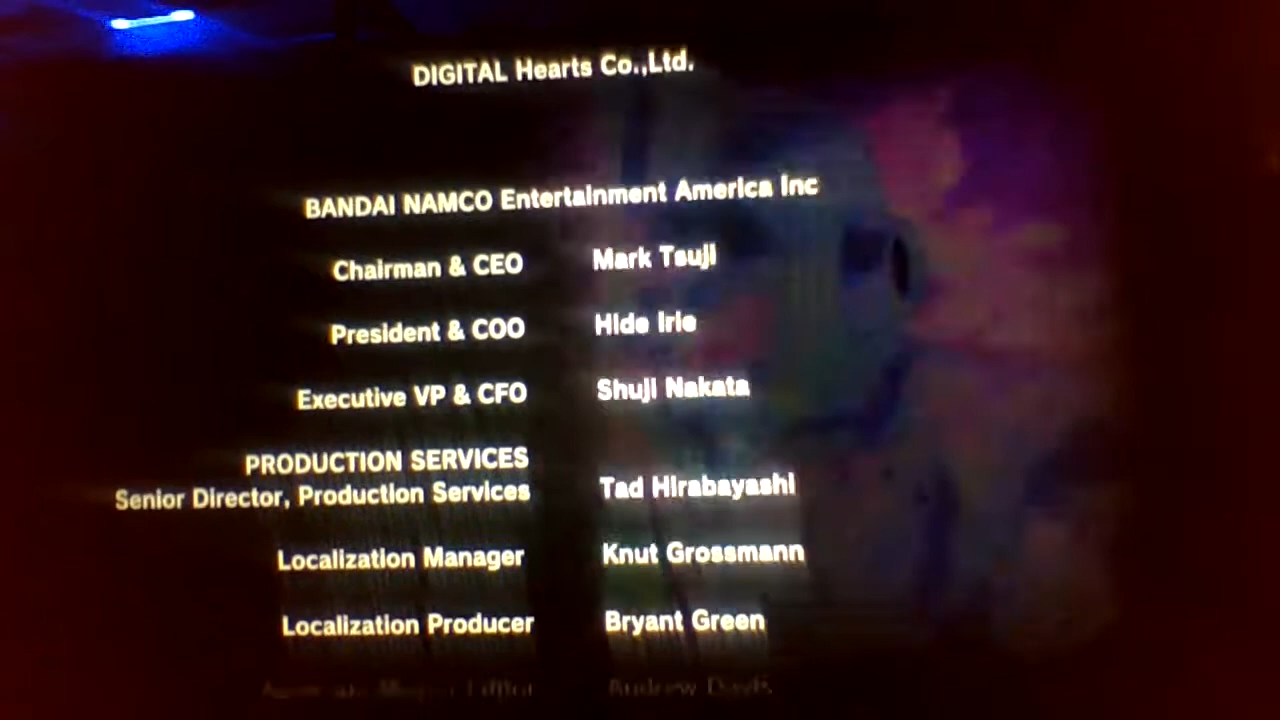 DIGITAL Hearts Co.,Ltd.
BANDAI NAMCO Entertainment America Inc
Chairman & CEO Mark Tsuji
President & COO Hide Irie
Executive VP & CFO Shuji Nakata
PRODUCTION SERVICES
Senior Director, Production Services Tad Hirabayashi
Localization Manager Knut Grossmann
Localization Producer Bryant Green
Andrew Davis